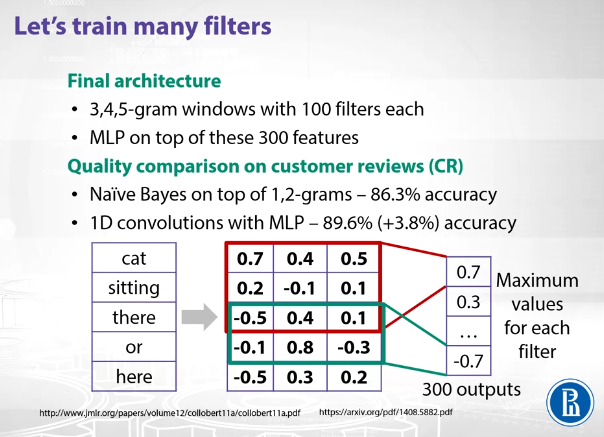 Let's train many filters
Final architecture
• 3,4,5-gram windows with 100 filters each
• MLP on top of these 300 features
Quality comparison on customer reviews (CR)
• Naïve Bayes on top of 1,2-grams – 86.3% accuracy
• 1D convolutions with MLP – 89.6% (+3.8%) accuracy
cat 0.7 0.4 0.5
sitting 0.2 -0.1 0.1
there -0.5 0.4 0.1
or -0.1 0.8 -0.3
here -0.5 0.3 0.2
0.7
0.3
...
-0.7
Maximum
values
for each
filter
300 outputs
http://www.jmlr.org/papers/volume12/collobert11a/collobert11a.pdf
https://arxiv.org/pdf/1408.5882.pdf